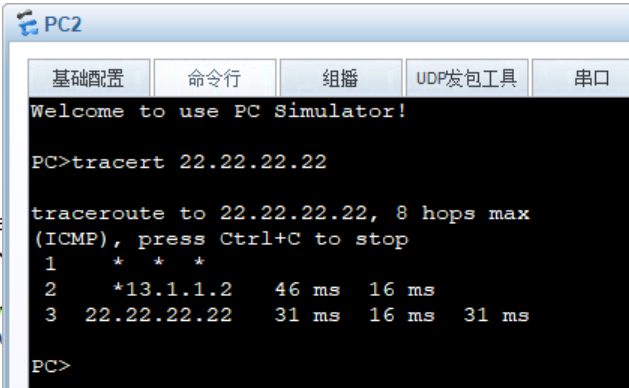 PC2
基础配置 命令行 组播 UDP发包工具 串口
Welcome to use PC Simulator!
PC>tracert 22.22.22.22
traceroute to 22.22.22.22, 8 hops max
(ICMP), press Ctrl+C to stop
1 * * *
2 *13.1.1.2 46 ms 16 ms
3 22.22.22.22 31 ms 16 ms 31 ms
PC>